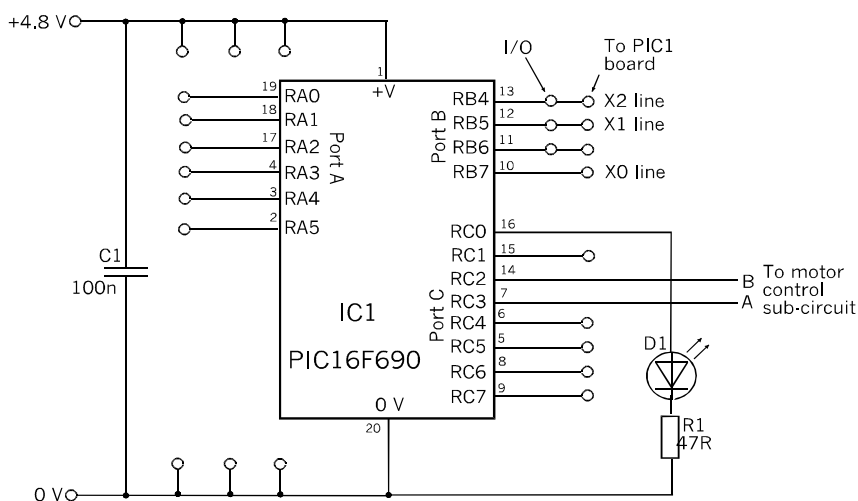 +4.8 V
I/O
To PIC1
board
1
+V
19
RA0
18
RA1
17
RA2
4
RA3
3
RA4
2
RA5
Port A
RB4
13
X2 line
RB5
12
X1 line
RB6
11
RB7
10
X0 line
Port B
RC0
16
RC1
15
RC2
14
B
RC3
7
A
To motor
control
sub-circuit
RC4
6
RC5
5
RC6
8
RC7
9
Port C
C1
100n
IC1
PIC16F690
D1
0 V
20
R1
47R
0 V